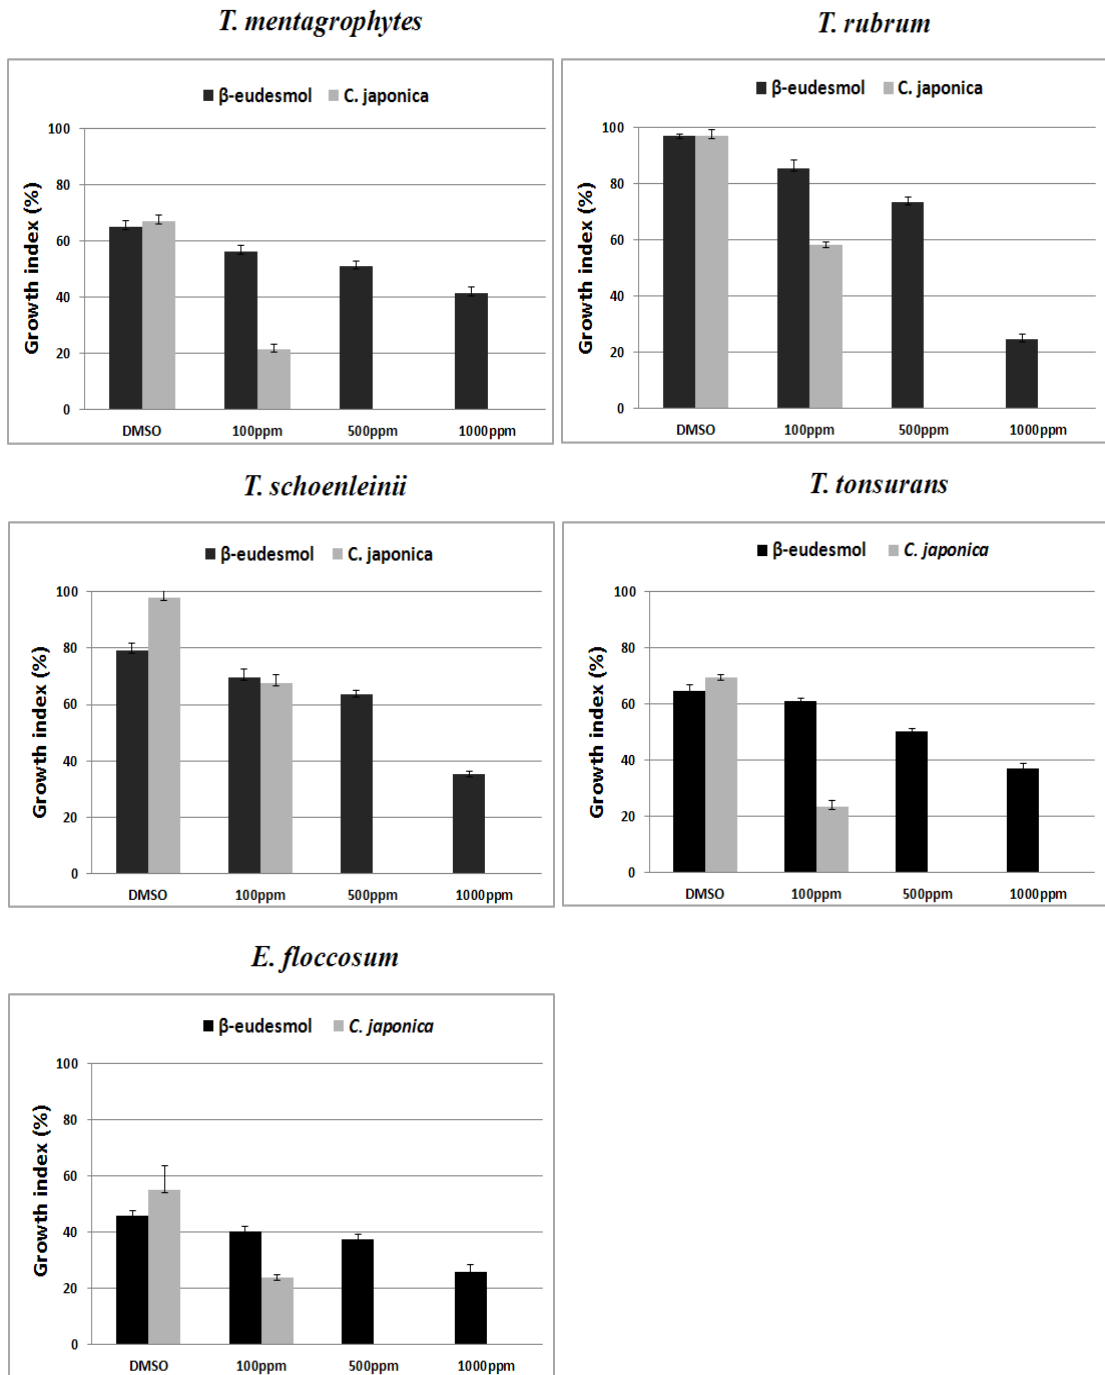 T. mentagrophytes
β-eudesmol C. japonica
Growth index (%)
100
80
60
40
20
0
DMSO 100ppm 500ppm 1000ppm
T. rubrum
β-eudesmol C. japonica
Growth index (%)
100
80
60
40
20
0
DMSO 100ppm 500ppm 1000ppm
T. schoenleinii
β-eudesmol C. japonica
Growth index (%)
100
80
60
40
20
0
DMSO 100ppm 500ppm 1000ppm
T. tonsurans
β-eudesmol C. japonica
Growth index (%)
100
80
60
40
20
0
DMSO 100ppm 500ppm 1000ppm
E. floccosum
β-eudesmol C. japonica
Growth index (%)
100
80
60
40
20
0
DMSO 100ppm 500ppm 1000ppm